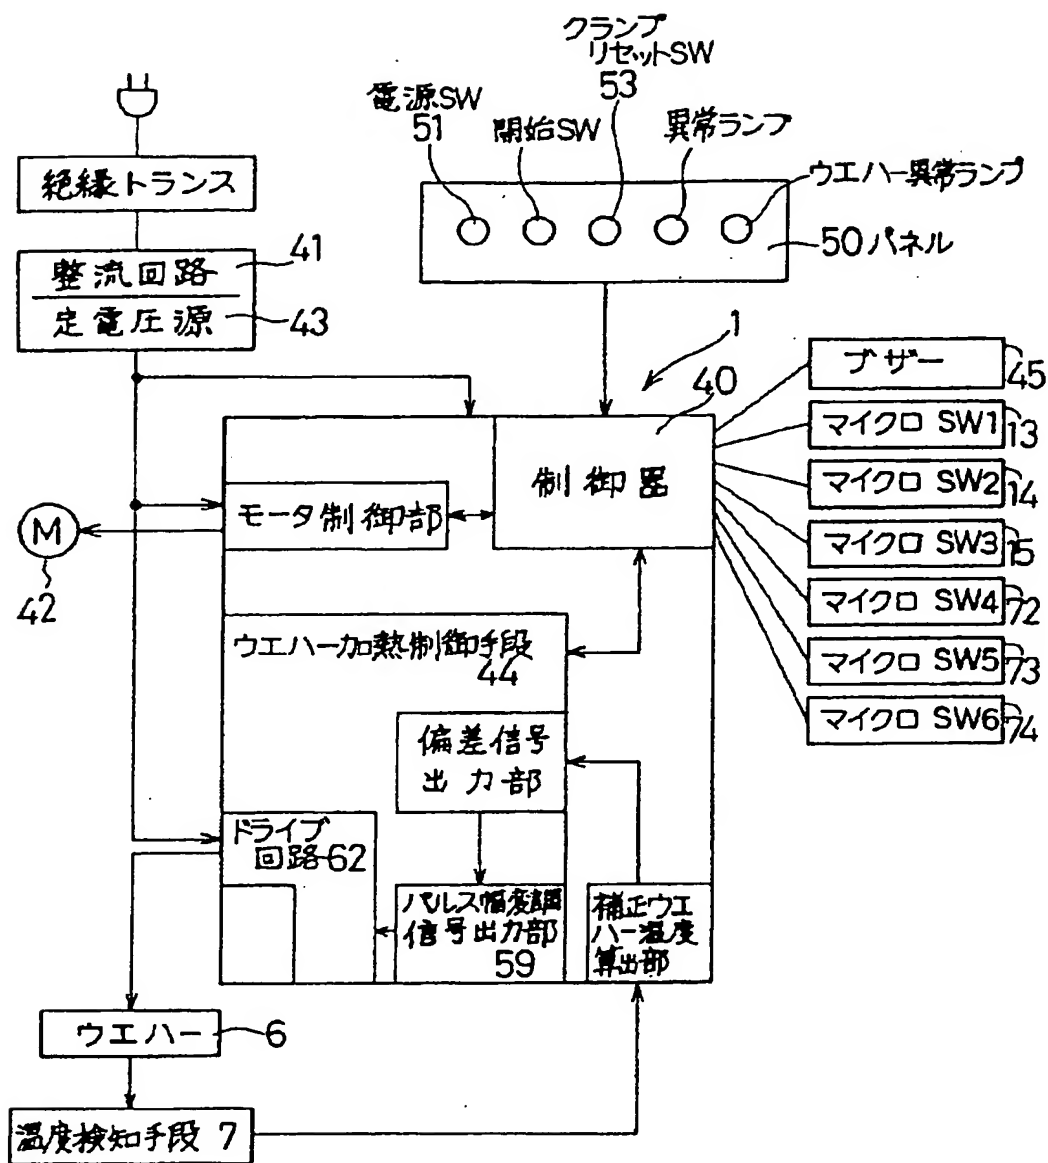 クランプ
リセットSW
53
電源SW
51
開始SW
異常ランプ
ウエハー異常ランプ
50パネル
絶縁トランス
整流回路
41
定電圧源
43
1
40
制御器
モータ制御部
M
42
ブザー
45
マイクロ SW1
13
マイクロ SW2
14
マイクロ SW3
15
マイクロ SW4
72
マイクロ SW5
73
マイクロ SW6
74
ウエハー加熱制御手段
44
偏差信号
出力部
ドライブ
回路62
パルス幅変調
信号出力部
59
補正ウエ
ハー温度
算出部
ウエハー
6
温度検知手段 7